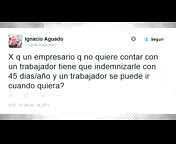 Ignacio Aguado
Seguir
X q un empresario q no quiere contar con
un trabajador tiene que indemnizarle con
45 dias/año y un trabajador se puede ir
cuando quiera?